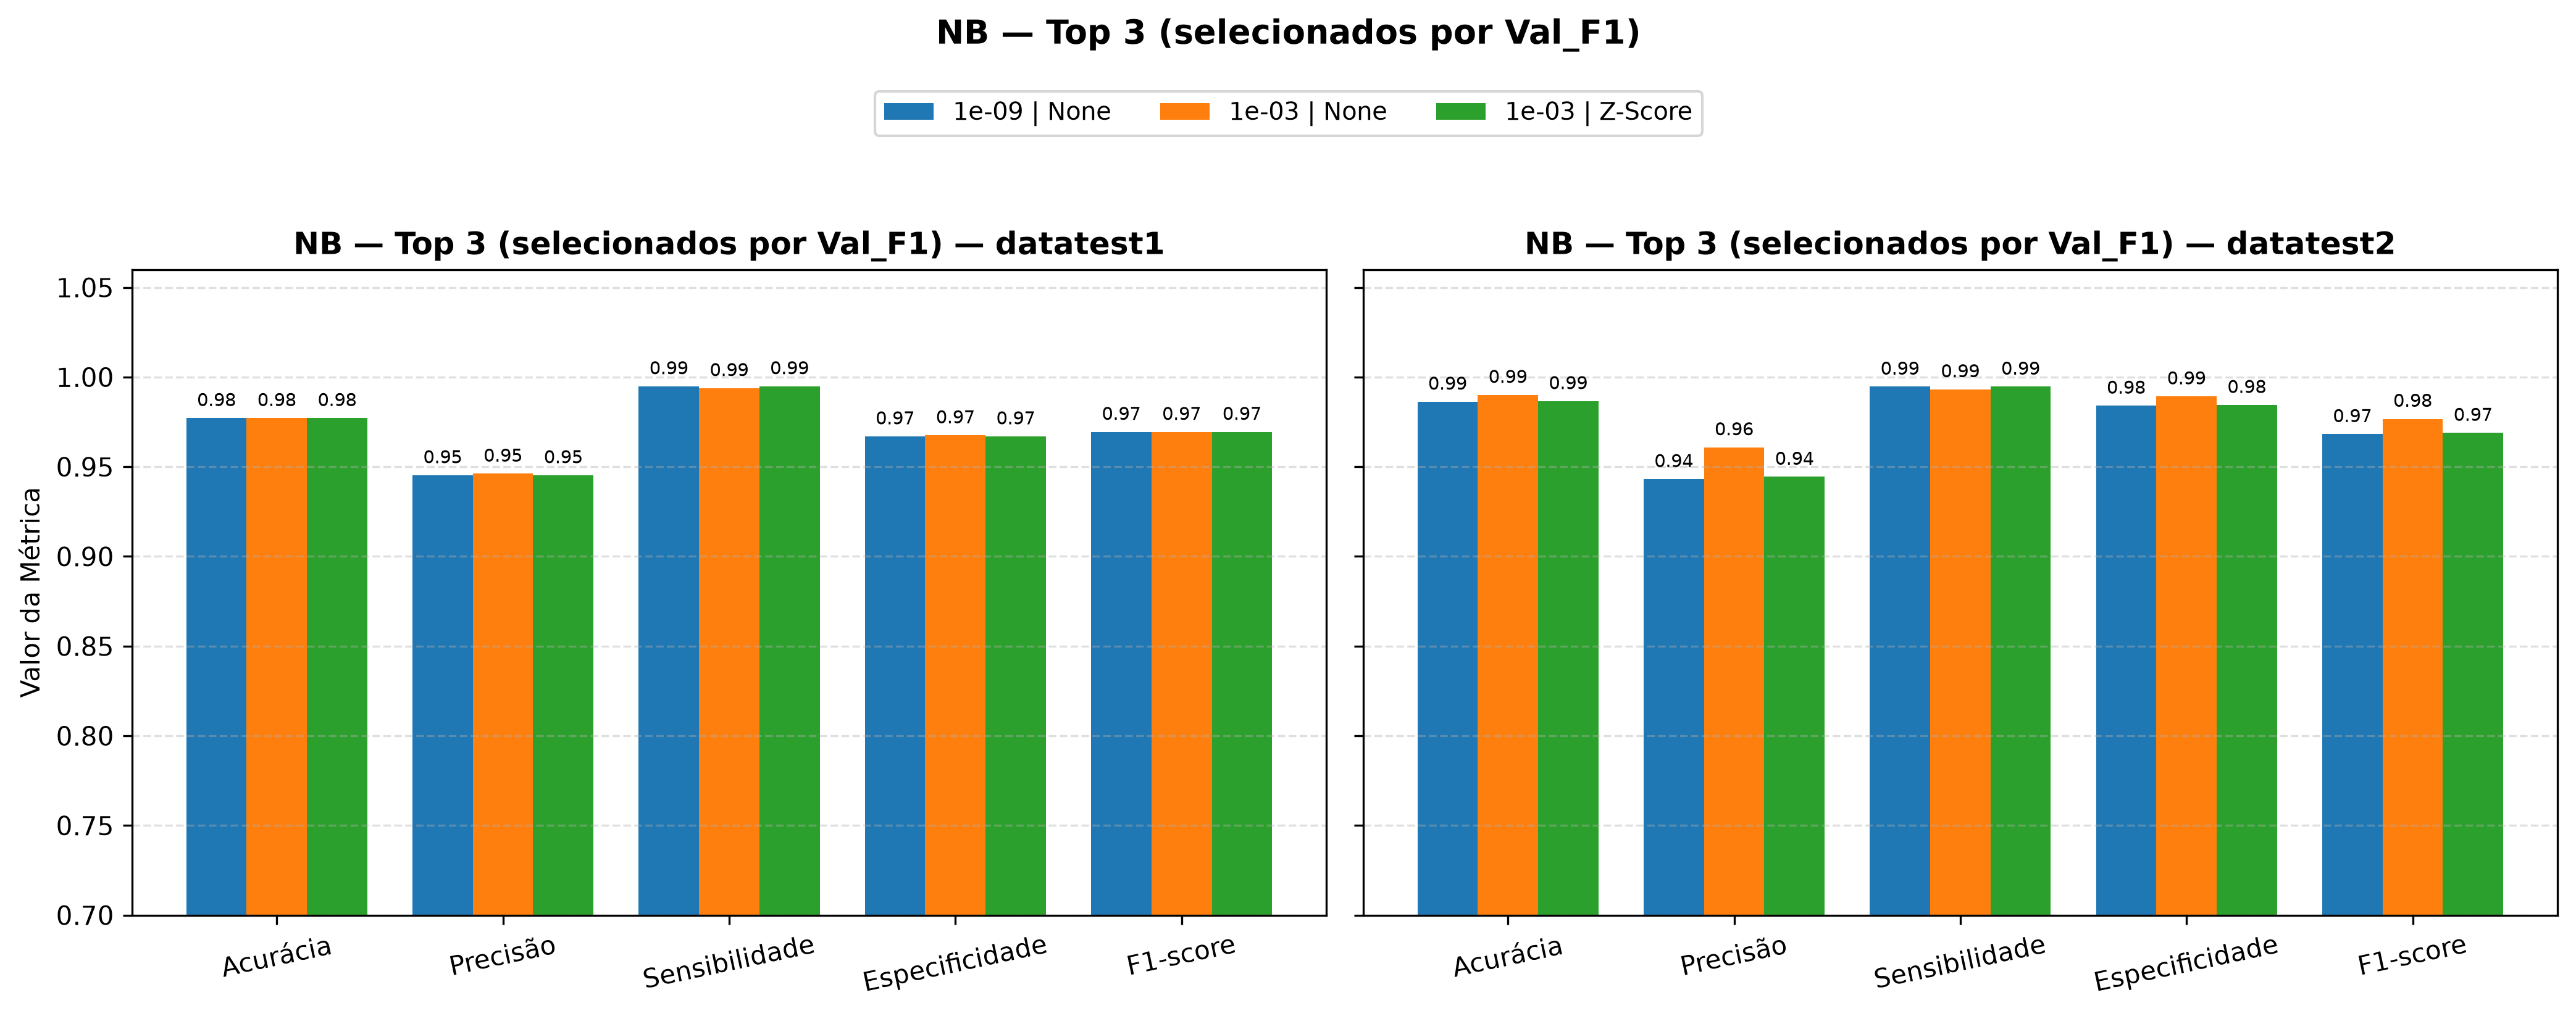 NB — Top 3 (selecionados por Val_F1)
1e-09 | None 1e-03 | None 1e-03 | Z-Score
NB — Top 3 (selecionados por Val_F1) — datatest1
Valor da Métrica
1.05
1.00
0.95
0.90
0.85
0.80
0.75
0.70
0.98 0.98 0.98
0.95 0.95 0.95
0.99 0.99 0.99
0.97 0.97 0.97
0.97 0.97 0.97
Acurácia Precisão Sensibilidade Especificidade F1-score
NB — Top 3 (selecionados por Val_F1) — datatest2
0.99 0.99 0.99
0.94 0.96 0.94
0.99 0.99 0.99
0.98 0.99 0.98
0.97 0.98 0.97
Acurácia Precisão Sensibilidade Especificidade F1-score